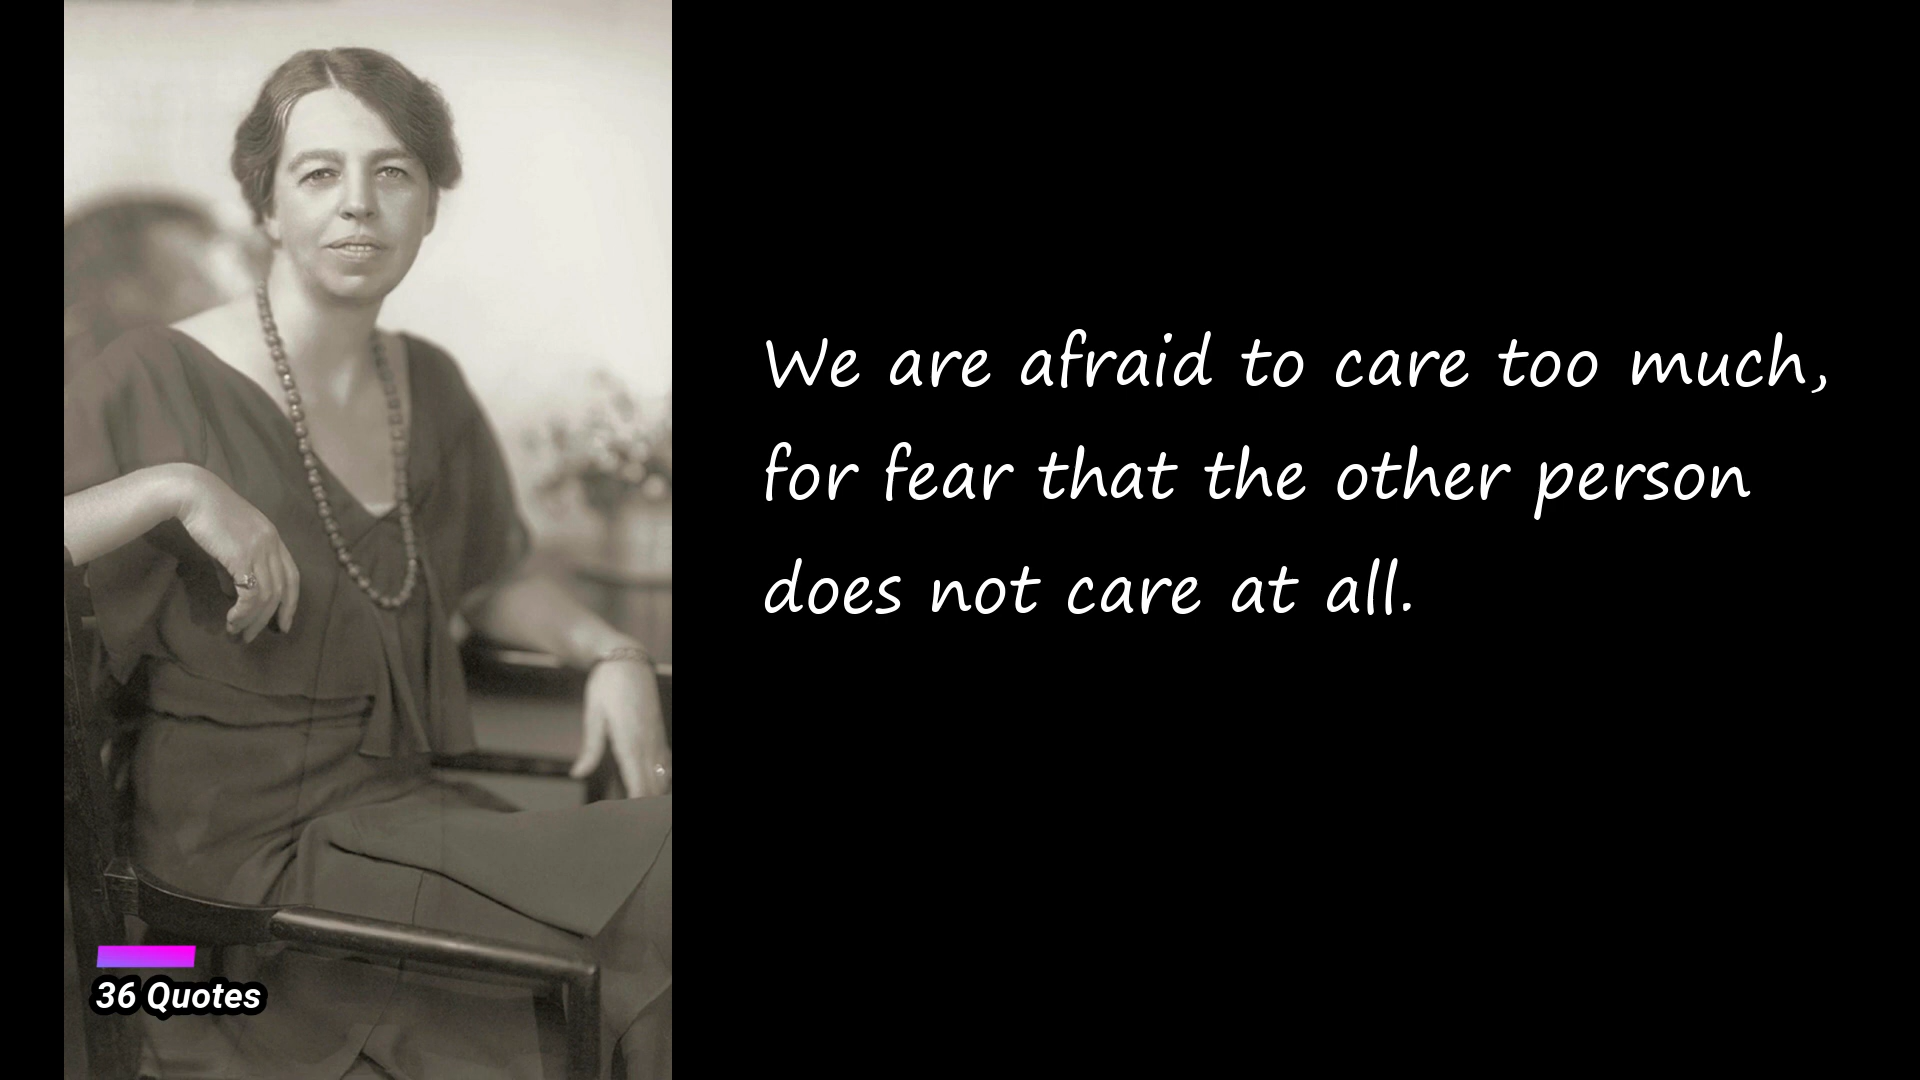 We are afraid to care too much,
for fear that the other person
does not care at all.
36 Quotes